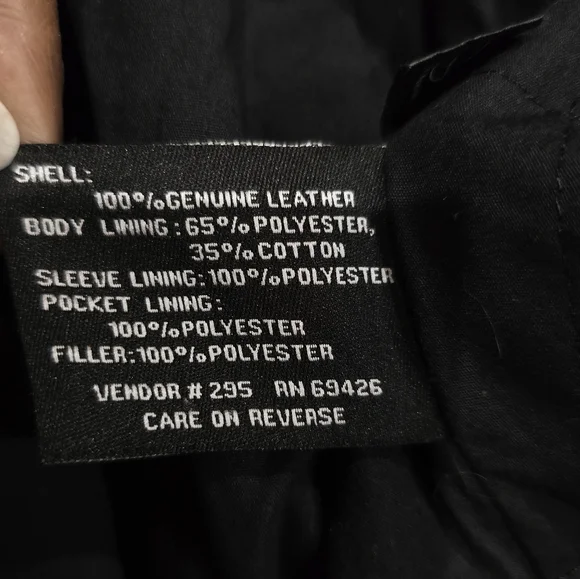 SHELL:
100%GENUINE LEATHER
BODY LINING:65%POLYESTER,
35%COTTON
SLEEVE LINING:100%POLYESTER
POCKET LINING:
100%POLYESTER
FILLER:100%POLYESTER
VENDOR # 295 RN 69426
CARE ON REVERSE